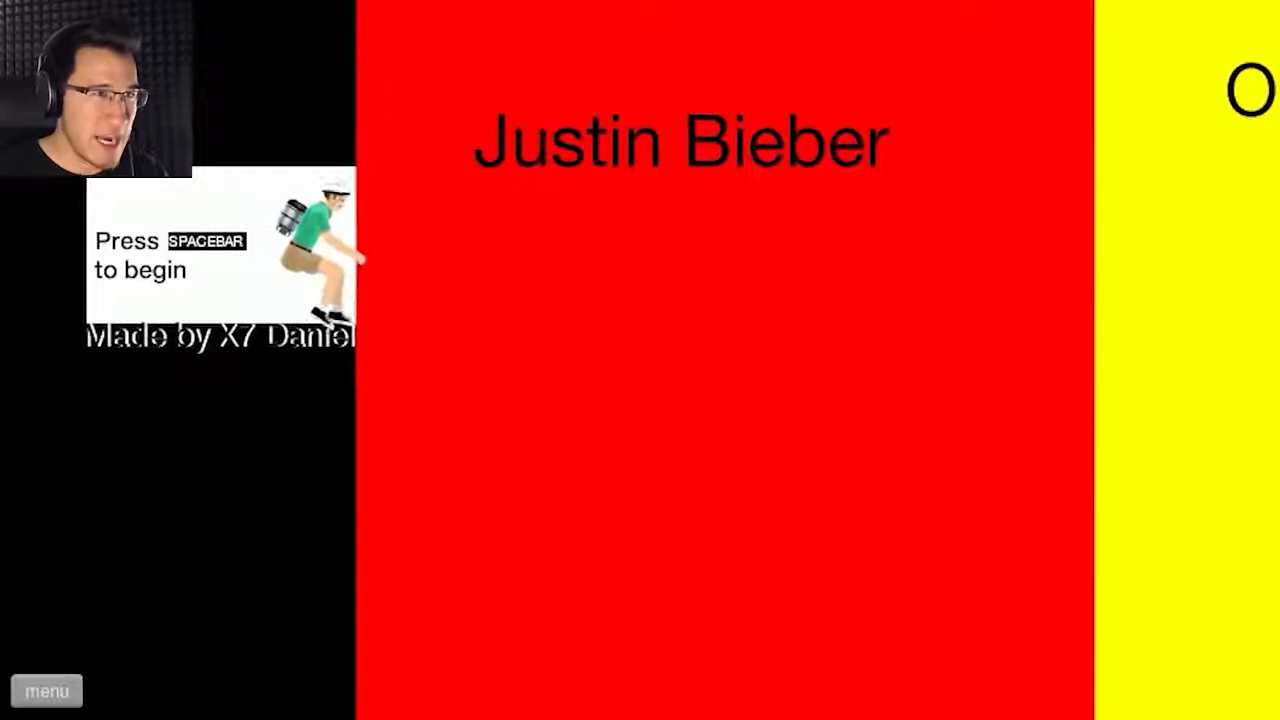 Justin Bieber
O
Press SPACEBAR
to begin
Made by X7 Daniel
menu